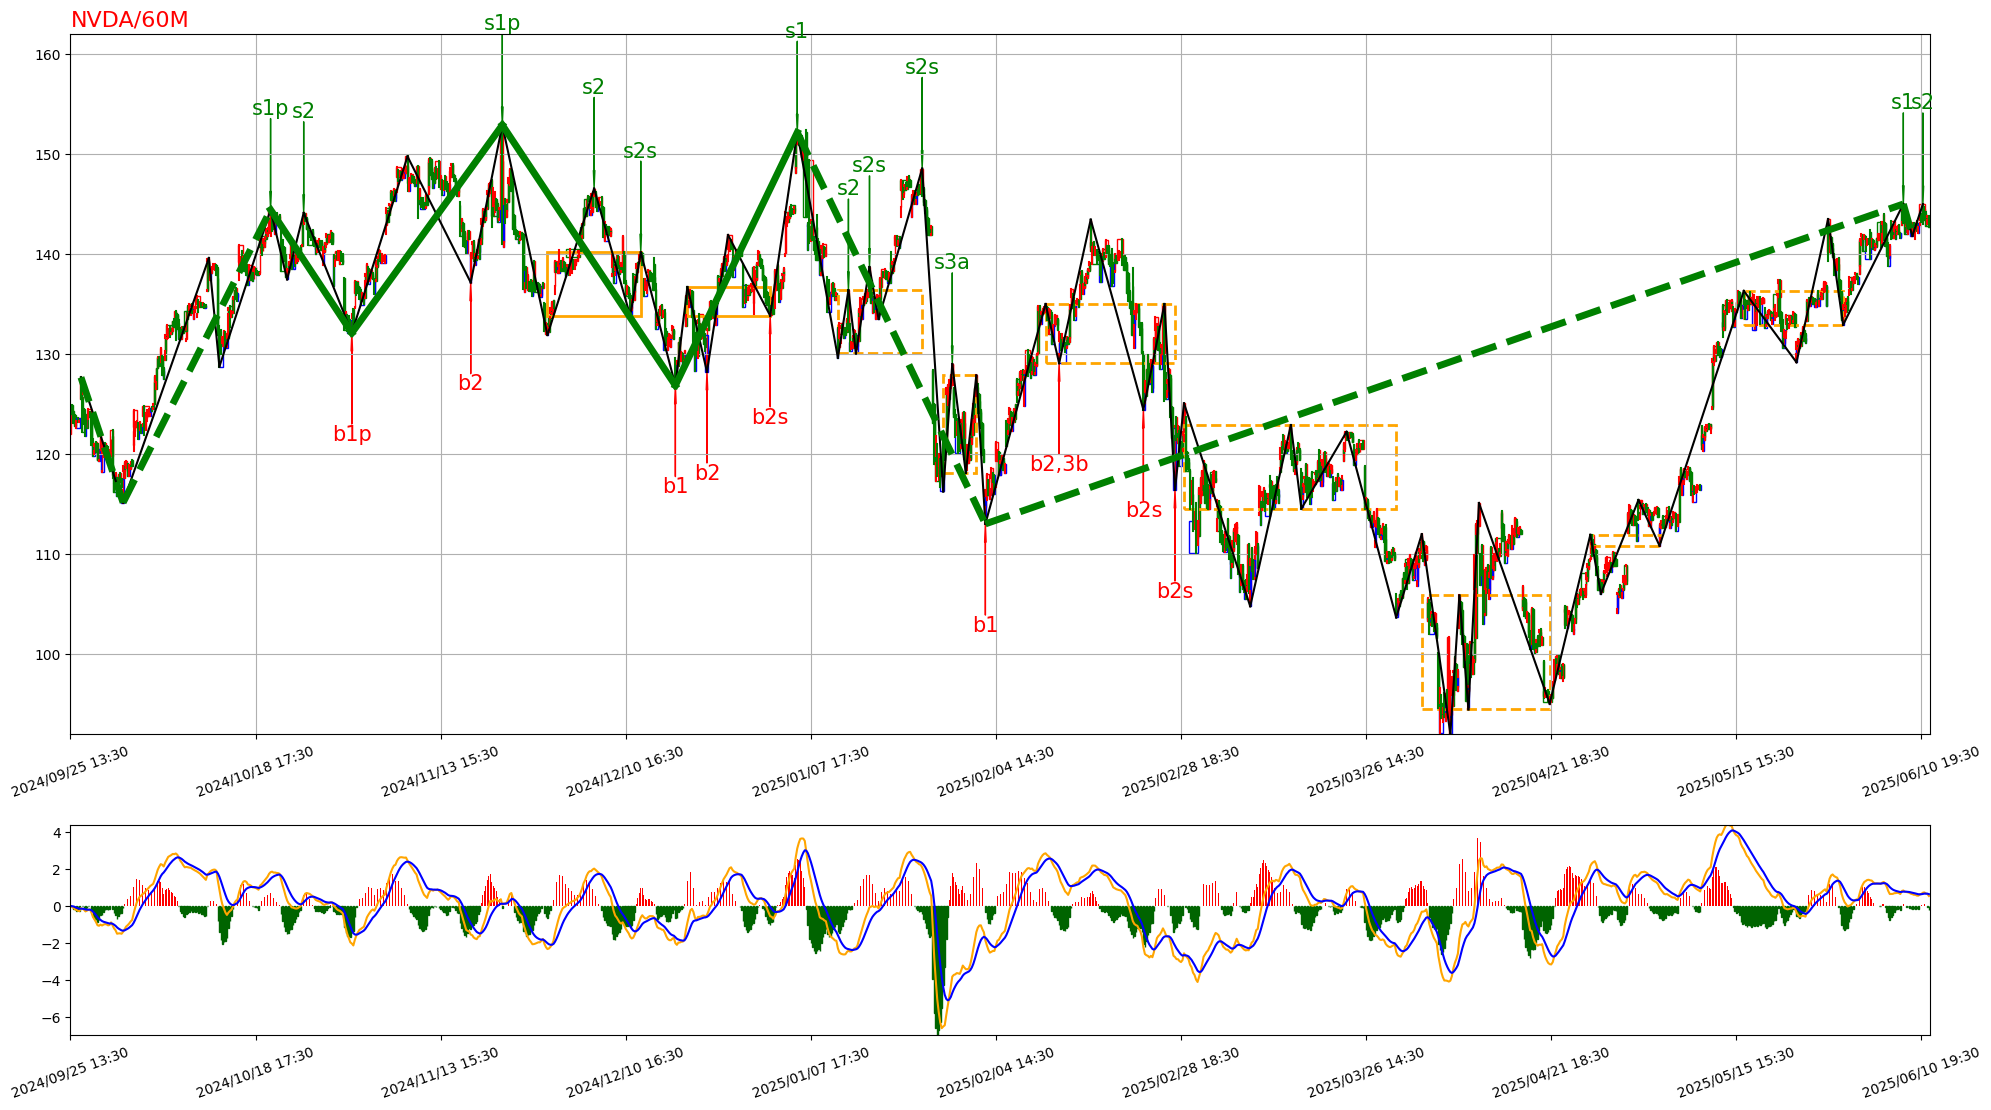 NVDA/60M
s1p
s1
s2s
s2
s1p
s2
s1
s2
s2s
s2s
s2
s3a
b2
b2s
b1p
b2
b2,3b
b1
b2s
b2s
b1
160
150
140
130
120
110
100
2024/09/25 13:30
2024/10/18 17:30
2024/11/13 15:30
2024/12/10 16:30
2025/01/07 17:30
2025/02/04 14:30
2025/02/28 18:30
2025/03/26 14:30
2025/04/21 18:30
2025/05/15 15:30
2025/06/10 19:30
4
2
0
−2
−4
−6
2024/09/25 13:30
2024/10/18 17:30
2024/11/13 15:30
2024/12/10 16:30
2025/01/07 17:30
2025/02/04 14:30
2025/02/28 18:30
2025/03/26 14:30
2025/04/21 18:30
2025/05/15 15:30
2025/06/10 19:30